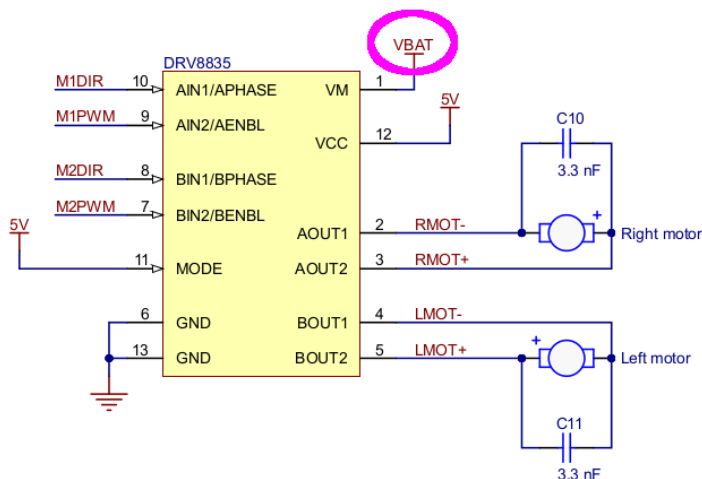 VBAT
DRV8835
M1DIR 10 AIN1/APHASE VM 1
5V
M1PWM 9 AIN2/AENBL
C10
VCC 12
3.3 nF
M2DIR 8 BIN1/BPHASE
M2PWM 7 BIN2/BENBL
5V
AOUT1 2 RMOT- + Right motor
11 MODE AOUT2 3 RMOT+
6 GND BOUT1 4 LMOT-
+
13 GND BOUT2 5 LMOT+ Left motor
C11
3.3 nF